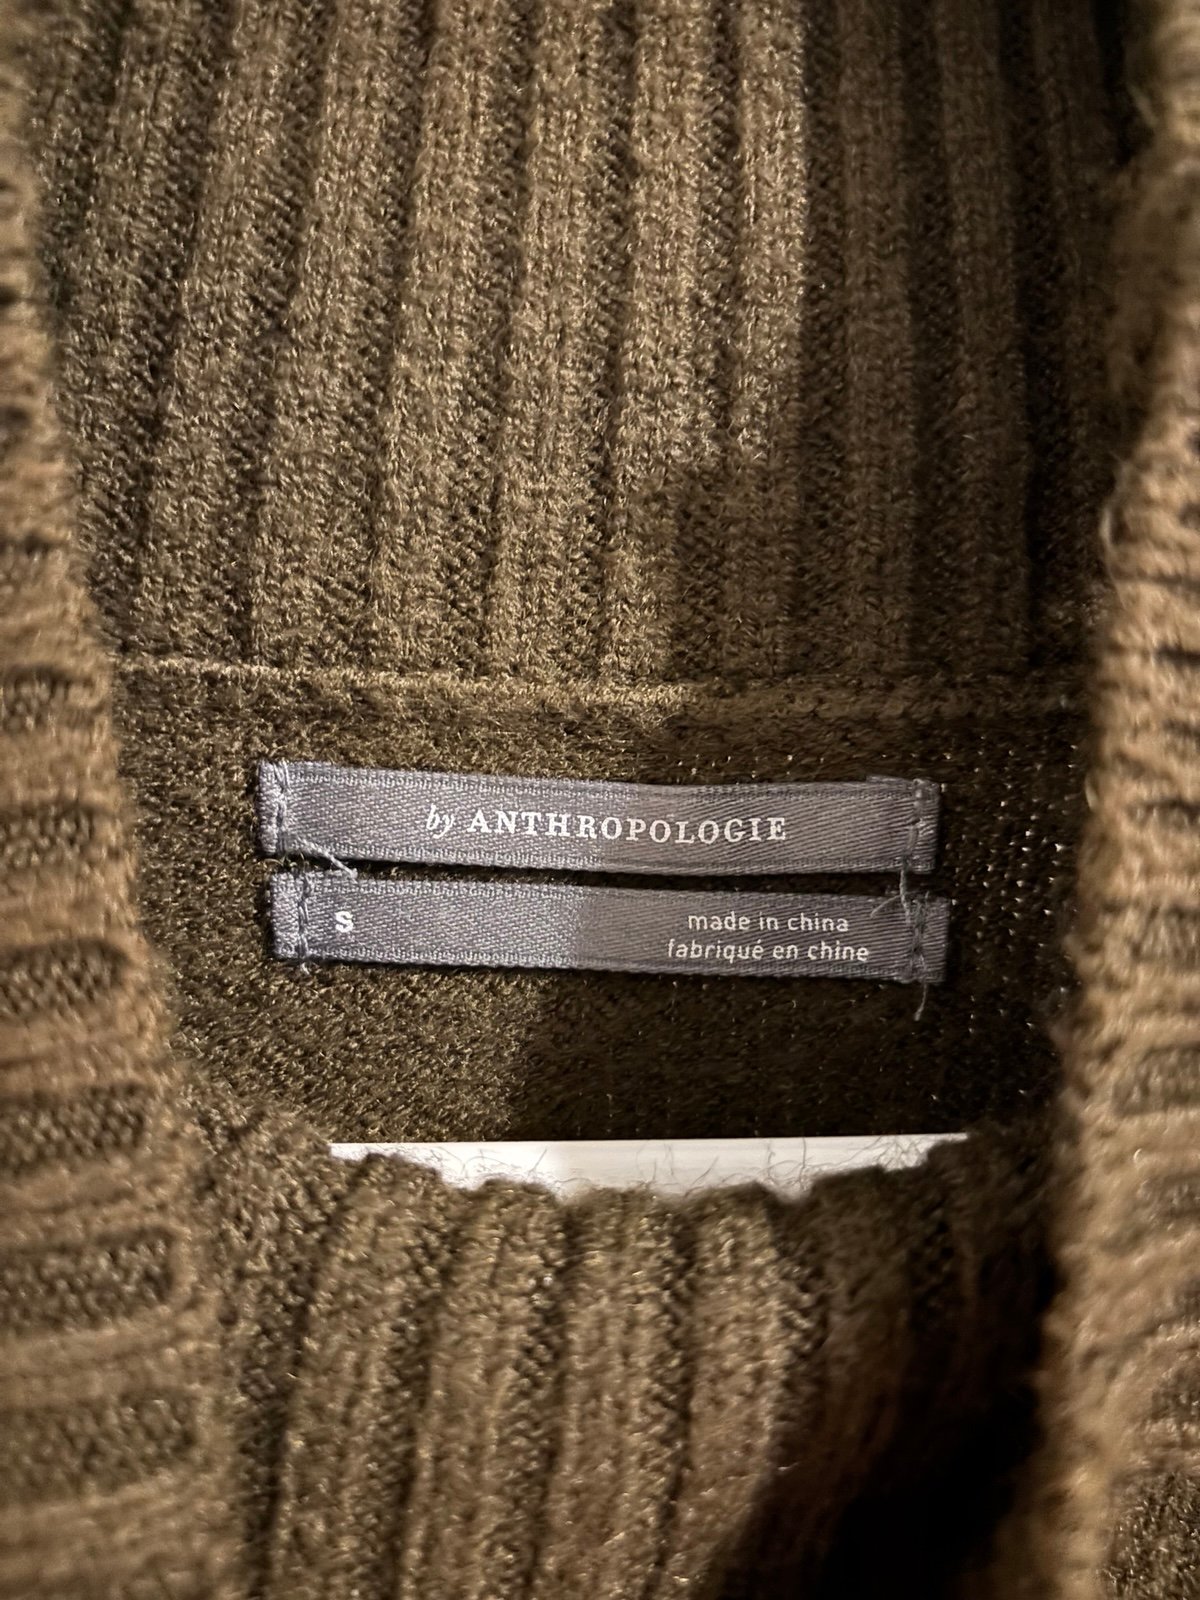 by ANTHROPOLOGIE
S
made in china
fabriqué en chine